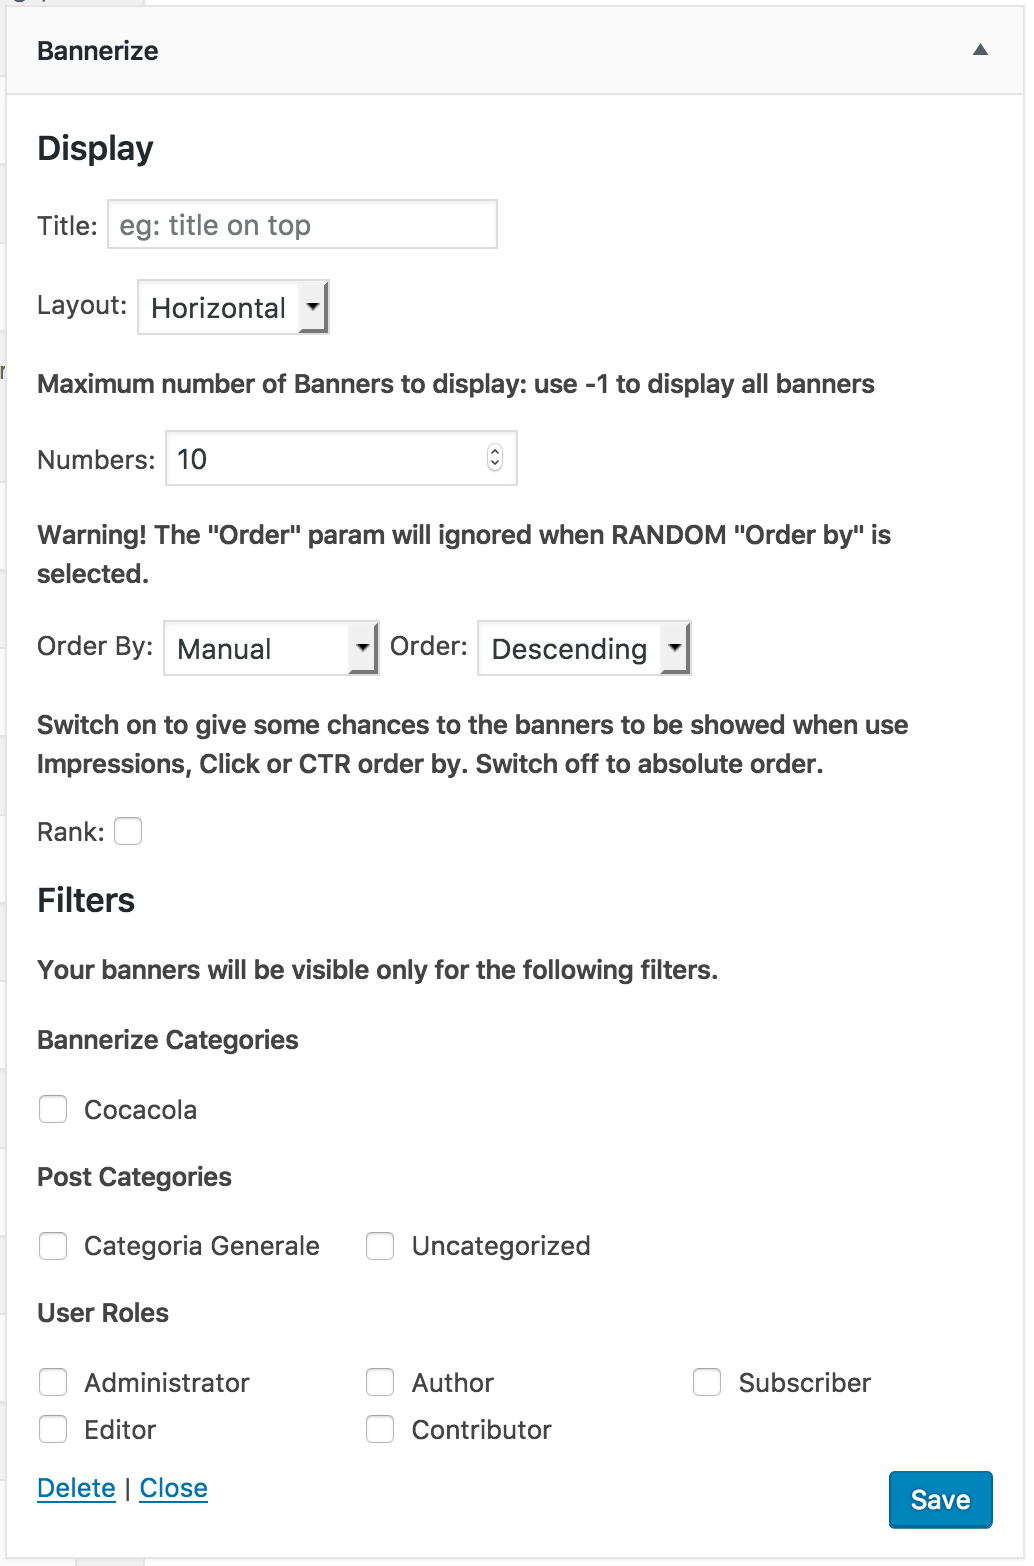 Bannerize
Display
Title: eg: title on top
Layout: Horizontal
Maximum number of Banners to display: use -1 to display all banners
Numbers: 10
Warning! The "Order" param will ignored when RANDOM "Order by" is
selected.
Order By: Manual Order: Descending
Switch on to give some chances to the banners to be showed when use
Impressions, Click or CTR order by. Switch off to absolute order.
Rank:
Filters
Your banners will be visible only for the following filters.
Bannerize Categories
Cocacola
Post Categories
Categoria Generale Uncategorized
User Roles
Administrator Author Subscriber
Editor Contributor
Delete | Close Save